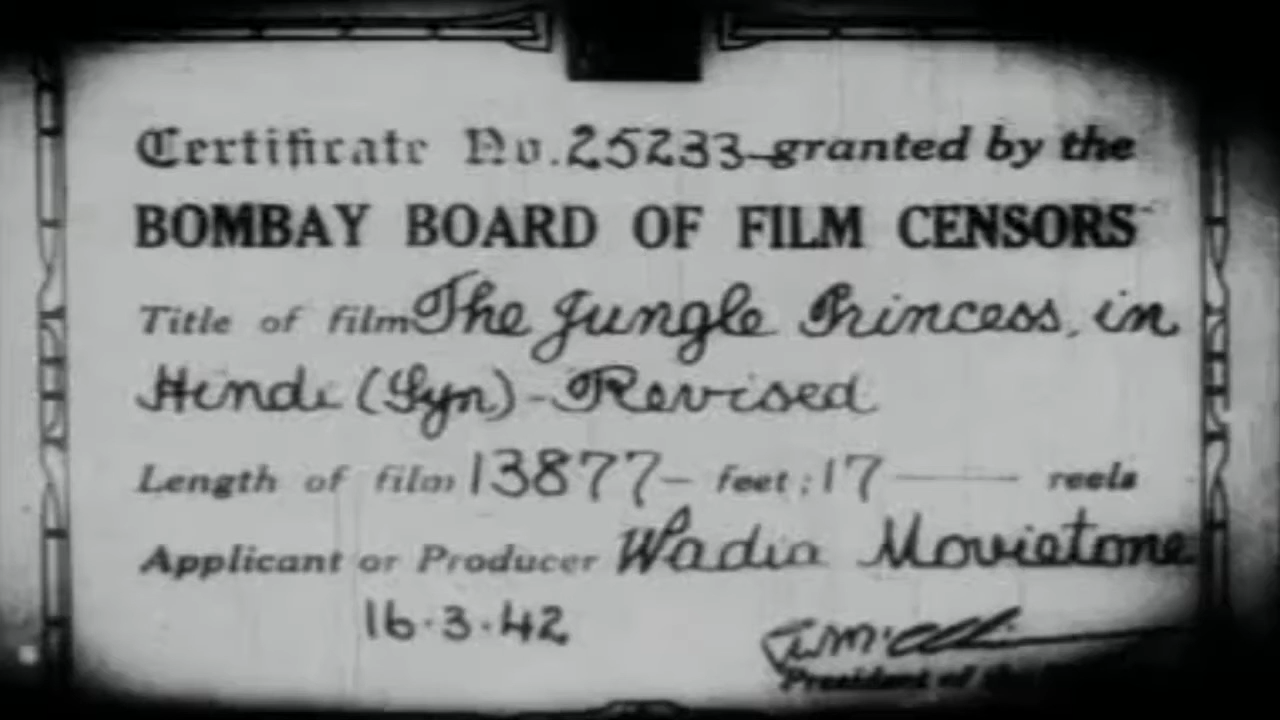 Certificate No. 25233 — granted by the
BOMBAY BOARD OF FILM CENSORS
Title of film The Jungle Princess, in
Hindi (Syn) - Revised
Length of film 13877 - feet; 17 — reels
Applicant or Producer Wadia Movietone
16.3.42
President of the